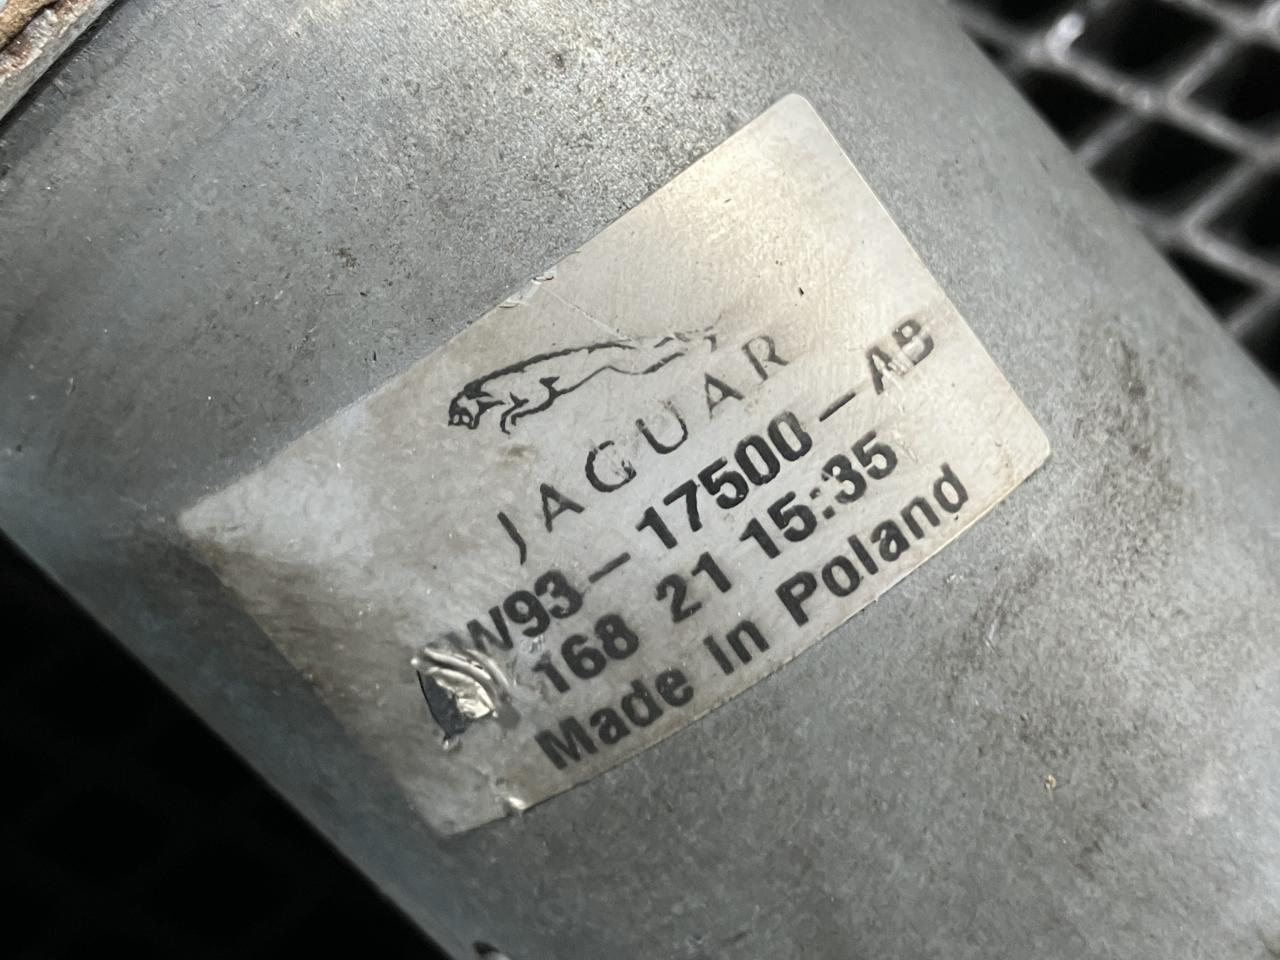 JAGUAR
W93-17500-AB
168 21 15:35
Made In Poland